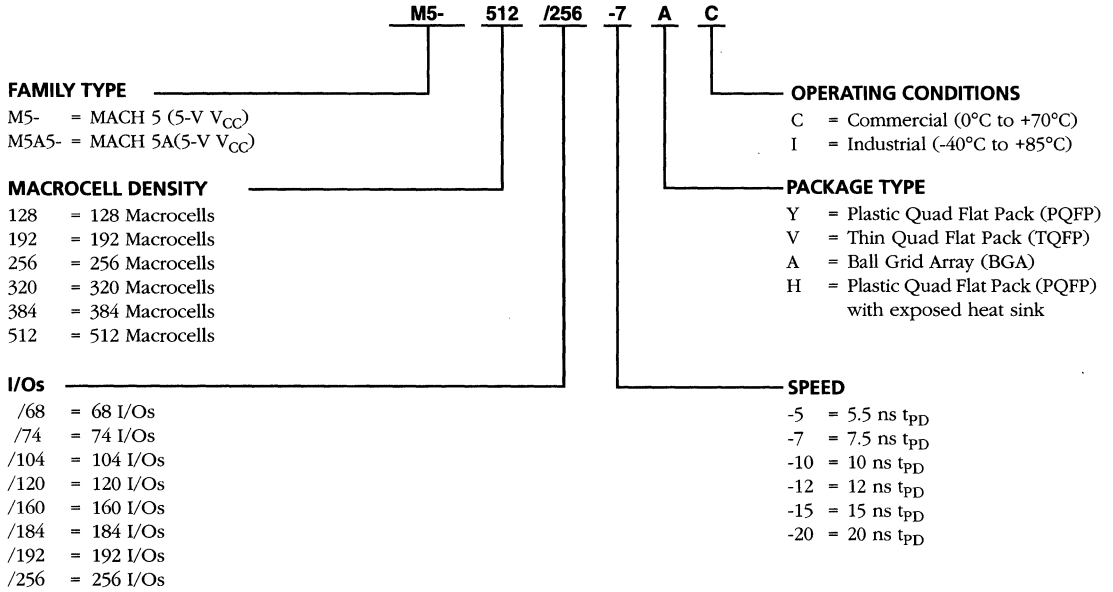 M5- 512 /256 -7 A C
FAMILY TYPE
M5- = MACH 5 (5-V VCC)
M5A5- = MACH 5A(5-V VCC)
MACROCELL DENSITY
128 = 128 Macrocells
192 = 192 Macrocells
256 = 256 Macrocells
320 = 320 Macrocells
384 = 384 Macrocells
512 = 512 Macrocells
I/Os
/68 = 68 I/Os
/74 = 74 I/Os
/104 = 104 I/Os
/120 = 120 I/Os
/160 = 160 I/Os
/184 = 184 I/Os
/192 = 192 I/Os
/256 = 256 I/Os
OPERATING CONDITIONS
C = Commercial (0°C to +70°C)
I = Industrial (-40°C to +85°C)
PACKAGE TYPE
Y = Plastic Quad Flat Pack (PQFP)
V = Thin Quad Flat Pack (TQFP)
A = Ball Grid Array (BGA)
H = Plastic Quad Flat Pack (PQFP)
with exposed heat sink
SPEED
-5 = 5.5 ns tPD
-7 = 7.5 ns tPD
-10 = 10 ns tPD
-12 = 12 ns tPD
-15 = 15 ns tPD
-20 = 20 ns tPD